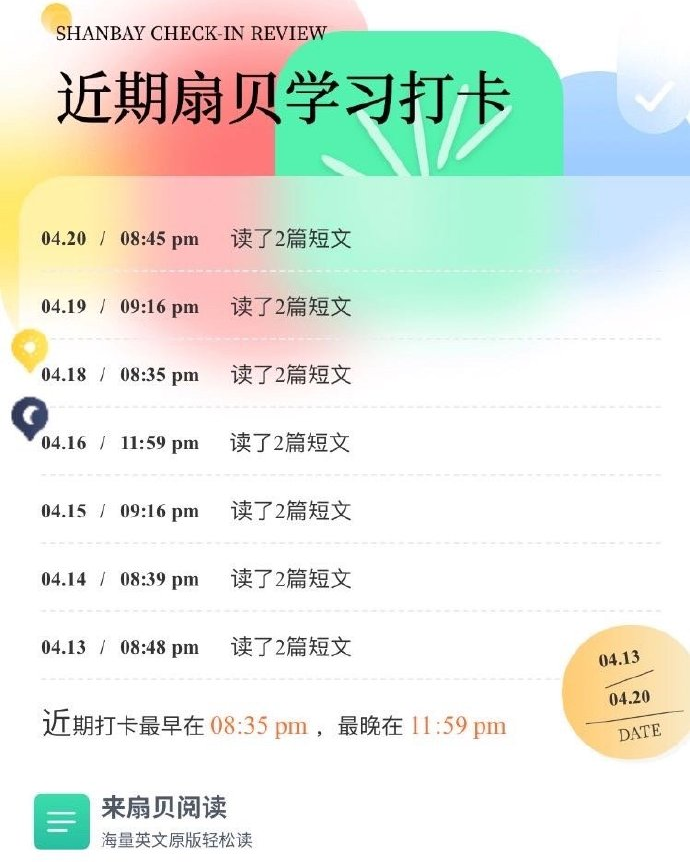 SHANBAY CHECK-IN REVIEW
近期扇贝学习打卡
04.20 / 08:45 pm 读了2篇短文
04.19 / 09:16 pm 读了2篇短文
04.18 / 08:35 pm 读了2篇短文
04.16 / 11:59 pm 读了2篇短文
04.15 / 09:16 pm 读了2篇短文
04.14 / 08:39 pm 读了2篇短文
04.13 / 08:48 pm 读了2篇短文
04.13
04.20
DATE
近期打卡最早在 08:35 pm ，最晚在 11:59 pm
来扇贝阅读
海量英文原版轻松读